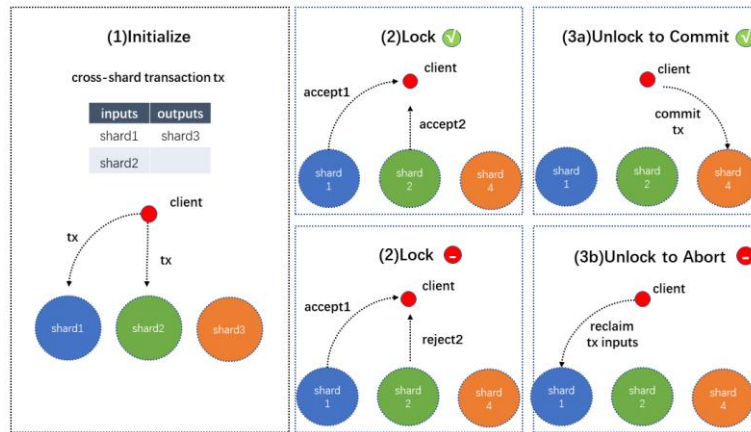 (1)Initialize
cross-shard transaction tx
inputs outputs
shard1 shard3
shard2
client
tx
tx
shard1 shard2 shard3
(2)Lock √
client
accept1
accept2
shard
1
shard
2
shard
4
(3a)Unlock to Commit √
client
commit
tx
shard
1
shard
2
shard
4
(2)Lock
client
accept1
reject2
shard
1
shard
2
shard
4
(3b)Unlock to Abort
client
reclaim
tx inputs
shard
1
shard
2
shard
4